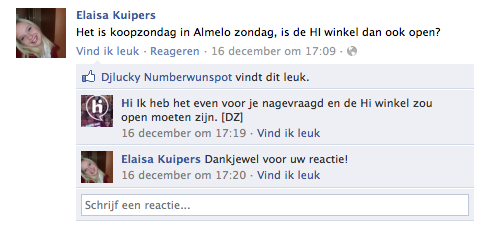 Elaisa Kuipers
Het is koopzondag in Almelo zondag, is de HI winkel dan ook open?
Vind ik leuk · Reageren · 16 december om 17:09 ·
Djlucky Numberwunspot vindt dit leuk.
hi
Hi Ik heb het even voor je nagevraagd en de Hi winkel zou
open moeten zijn. [DZ]
16 december om 17:19 · Vind ik leuk
Elaisa Kuipers Dankjewel voor uw reactie!
16 december om 17:20 · Vind ik leuk
Schrijf een reactie...